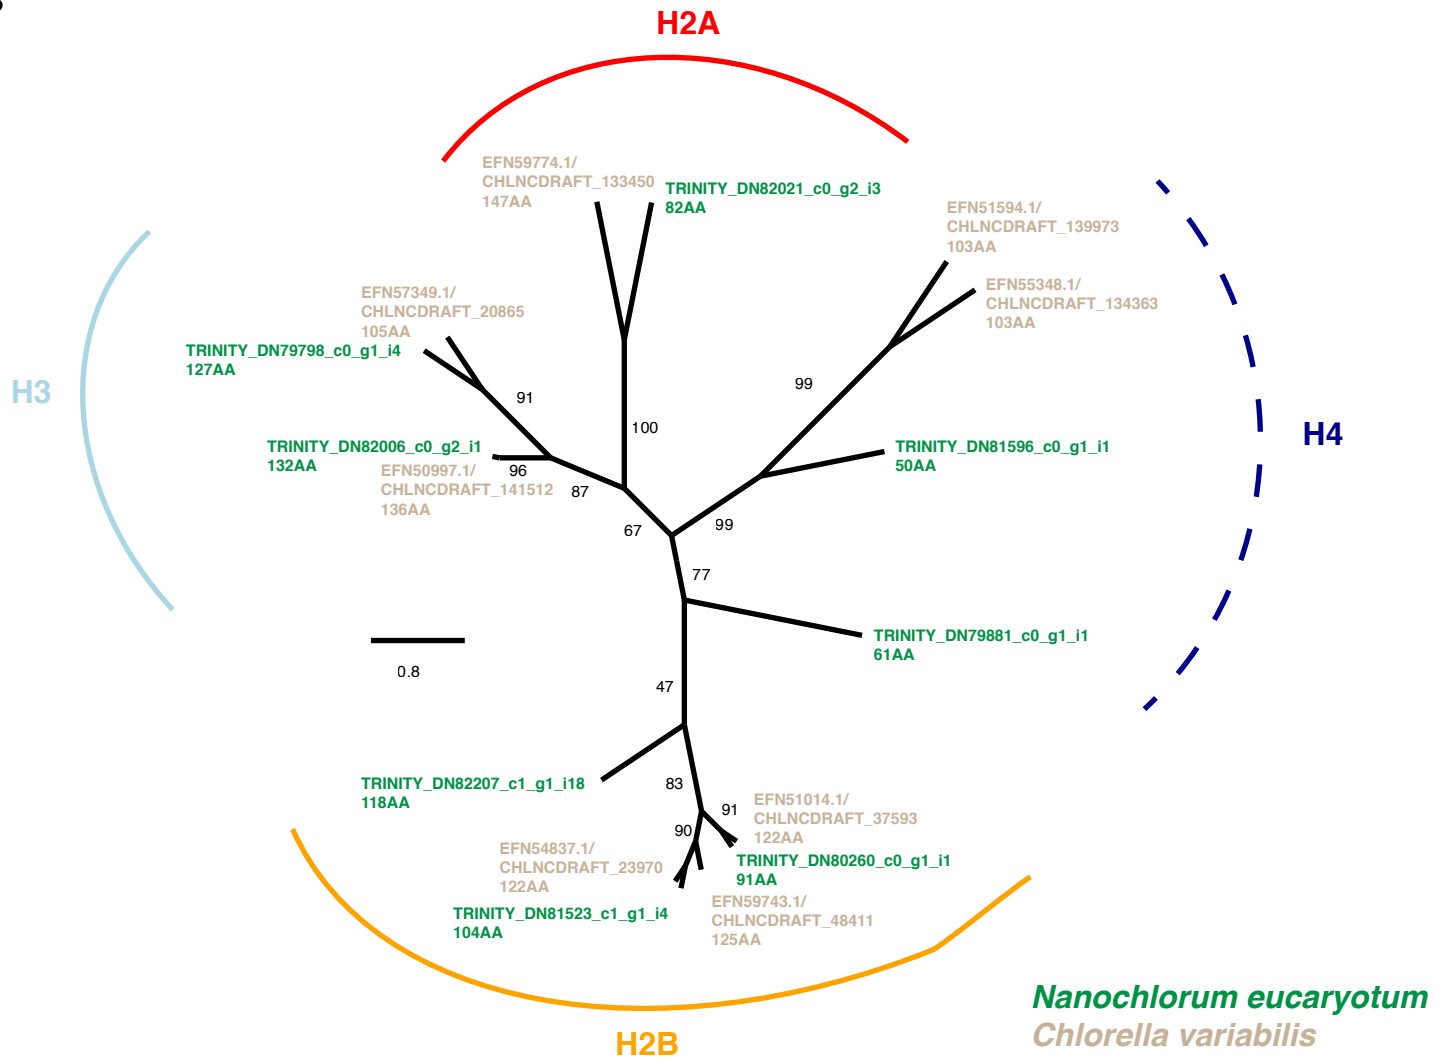 H2A
EFN59774.1/
CHLNCDRAFT_133450
147AA
TRINITY_DN82021_c0_g2_i3
82AA
EFN51594.1/
CHLNCDRAFT_139973
103AA
EFN55348.1/
CHLNCDRAFT_134363
103AA
EFN57349.1/
CHLNCDRAFT_20865
105AA
TRINITY_DN79798_c0_g1_i4
127AA
H3
91
99
100
H4
TRINITY_DN82006_c0_g2_i1
132AA
EFN50997.1/
CHLNCDRAFT_141512
136AA
96
87
TRINITY_DN81596_c0_g1_i1
50AA
67
99
77
TRINITY_DN79881_c0_g1_i1
61AA
0.8
47
TRINITY_DN82207_c1_g1_i18
118AA
83
91
90
EFN51014.1/
CHLNCDRAFT_37593
122AA
EFN54837.1/
CHLNCDRAFT_23970
122AA
TRINITY_DN80260_c0_g1_i1
91AA
TRINITY_DN81523_c1_g1_i4
104AA
EFN59743.1/
CHLNCDRAFT_48411
125AA
H2B
Nanochlorum eucaryotum
Chlorella variabilis